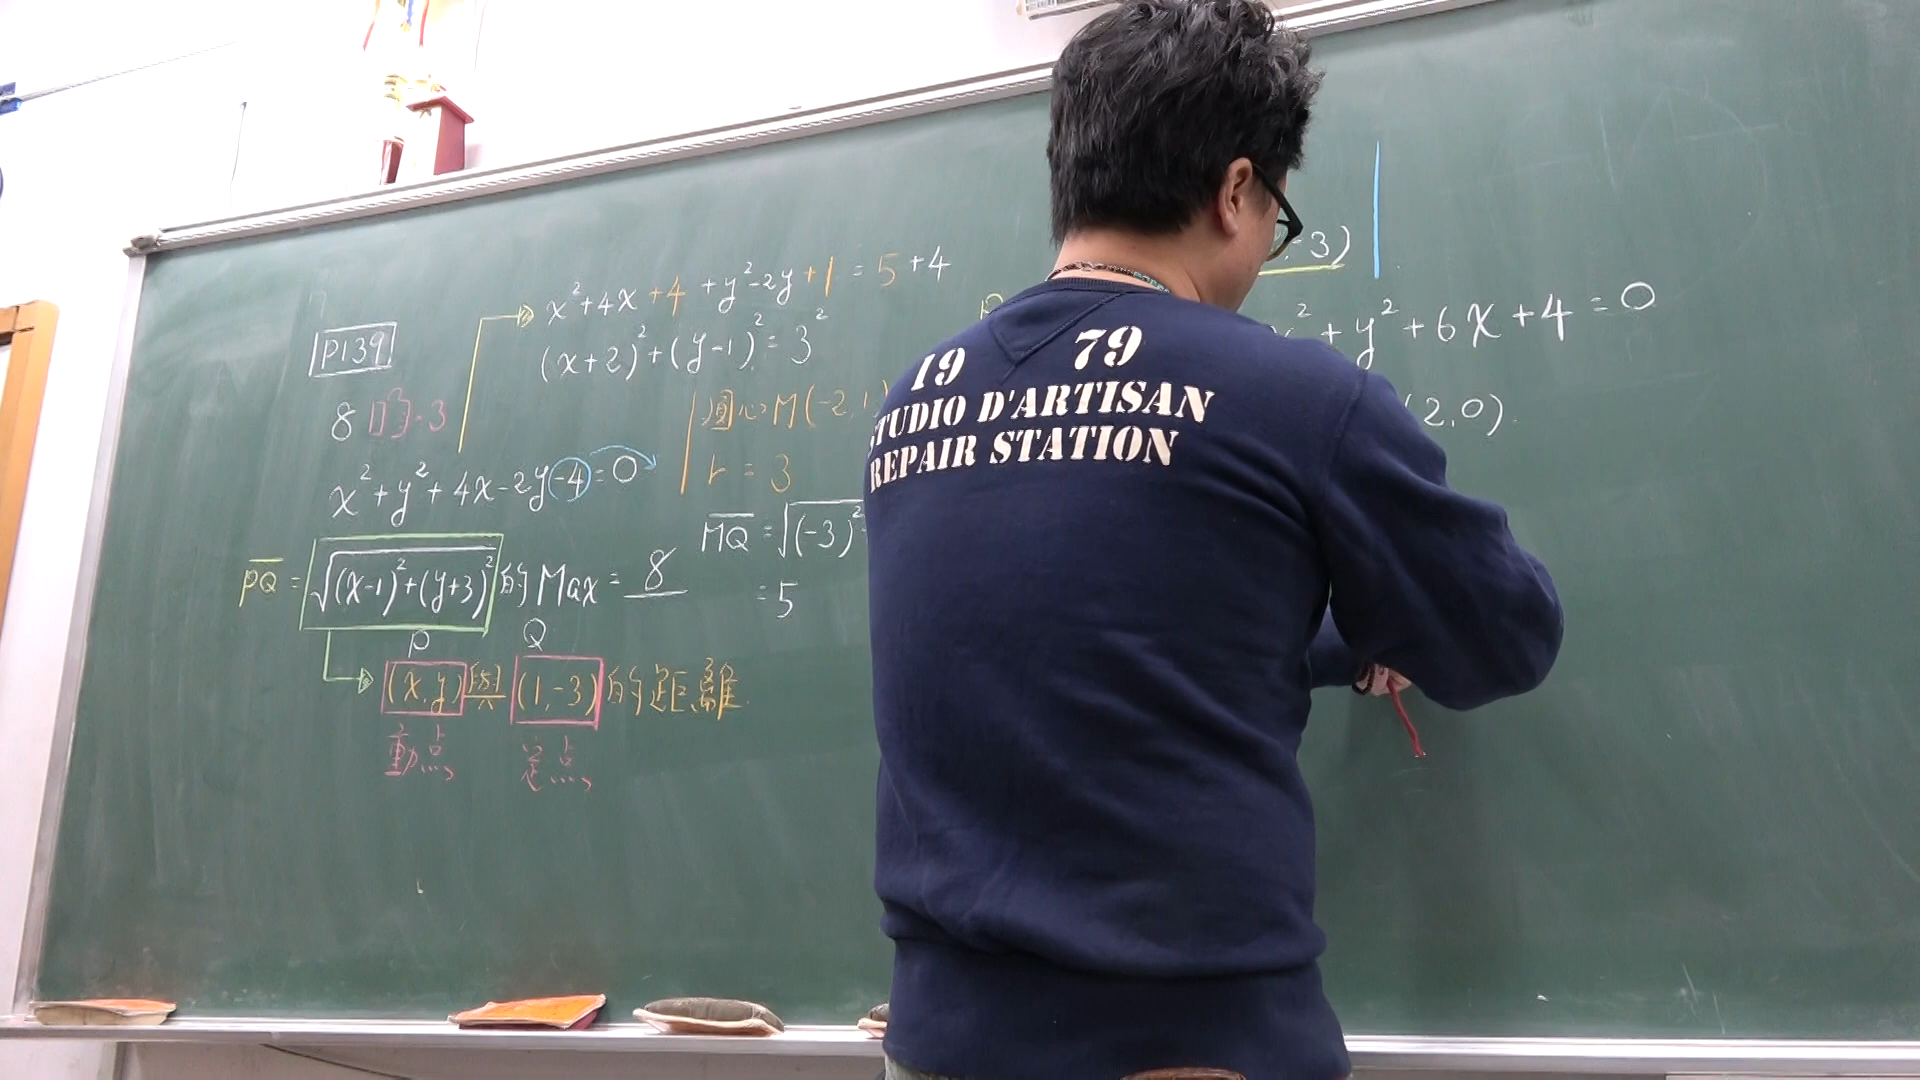 P139
8 例3
x²+4x+4+y²-2y+1=5+4
(x+2)²+(y-1)²=3²
圓心M(-2,1)
r=3
x²+y²+4x-2y-4=0
PQ=√(x-1)²+(y+3)² 的Max=8
MQ=√(-3)²
=5
P Q
(x,y)與(1,-3)的距離
動点 定点
-3)
x²+y²+6x+4=0
(2,0).
19 79
STUDIO D'ARTISAN
REPAIR STATION